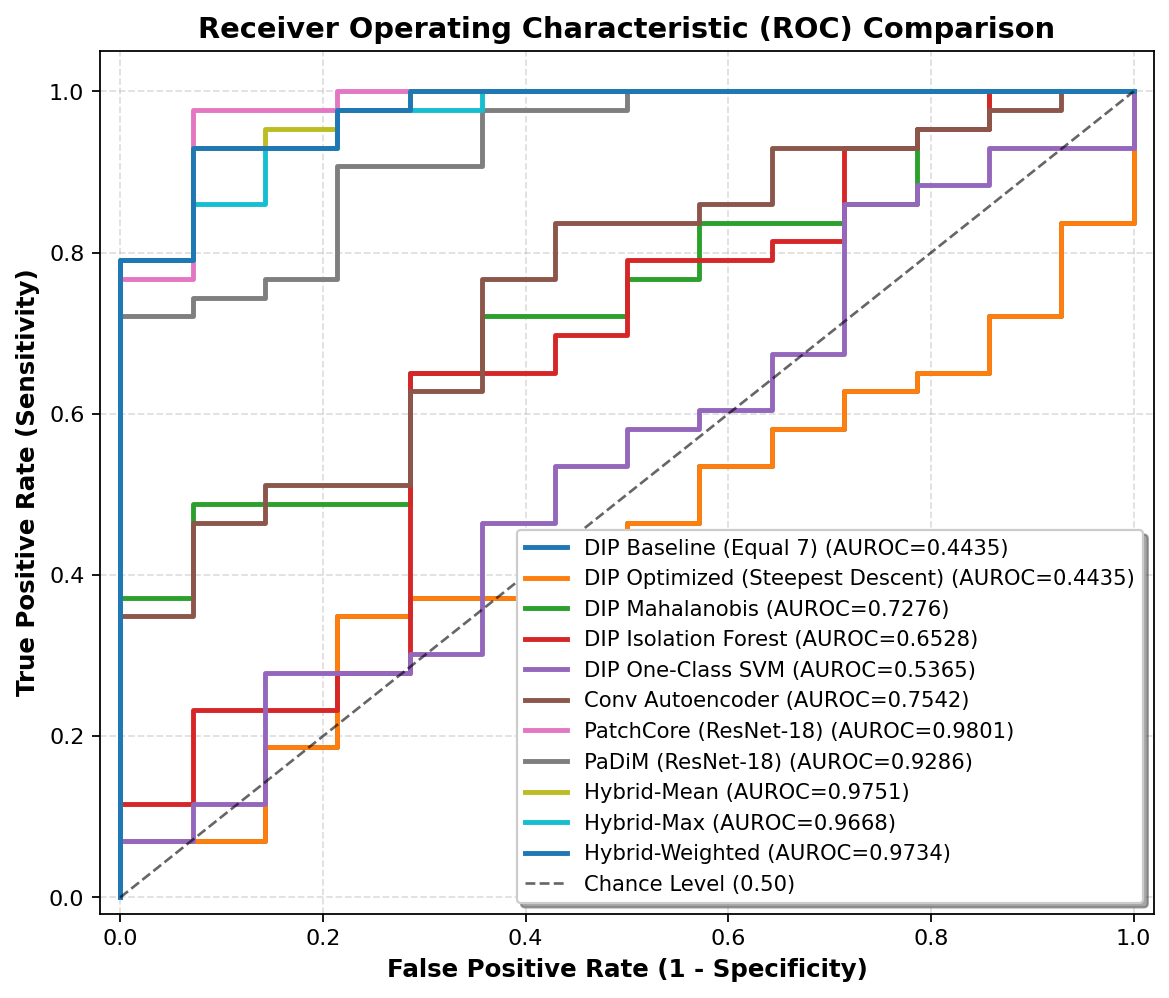 Receiver Operating Characteristic (ROC) Comparison
True Positive Rate (Sensitivity)
1.0
0.8
0.6
0.4
0.2
0.0
DIP Baseline (Equal 7) (AUROC=0.4435)
DIP Optimized (Steepest Descent) (AUROC=0.4435)
DIP Mahalanobis (AUROC=0.7276)
DIP Isolation Forest (AUROC=0.6528)
DIP One-Class SVM (AUROC=0.5365)
Conv Autoencoder (AUROC=0.7542)
PatchCore (ResNet-18) (AUROC=0.9801)
PaDiM (ResNet-18) (AUROC=0.9286)
Hybrid-Mean (AUROC=0.9751)
Hybrid-Max (AUROC=0.9668)
Hybrid-Weighted (AUROC=0.9734)
Chance Level (0.50)
0.0 0.2 0.4 0.6 0.8 1.0
False Positive Rate (1 - Specificity)